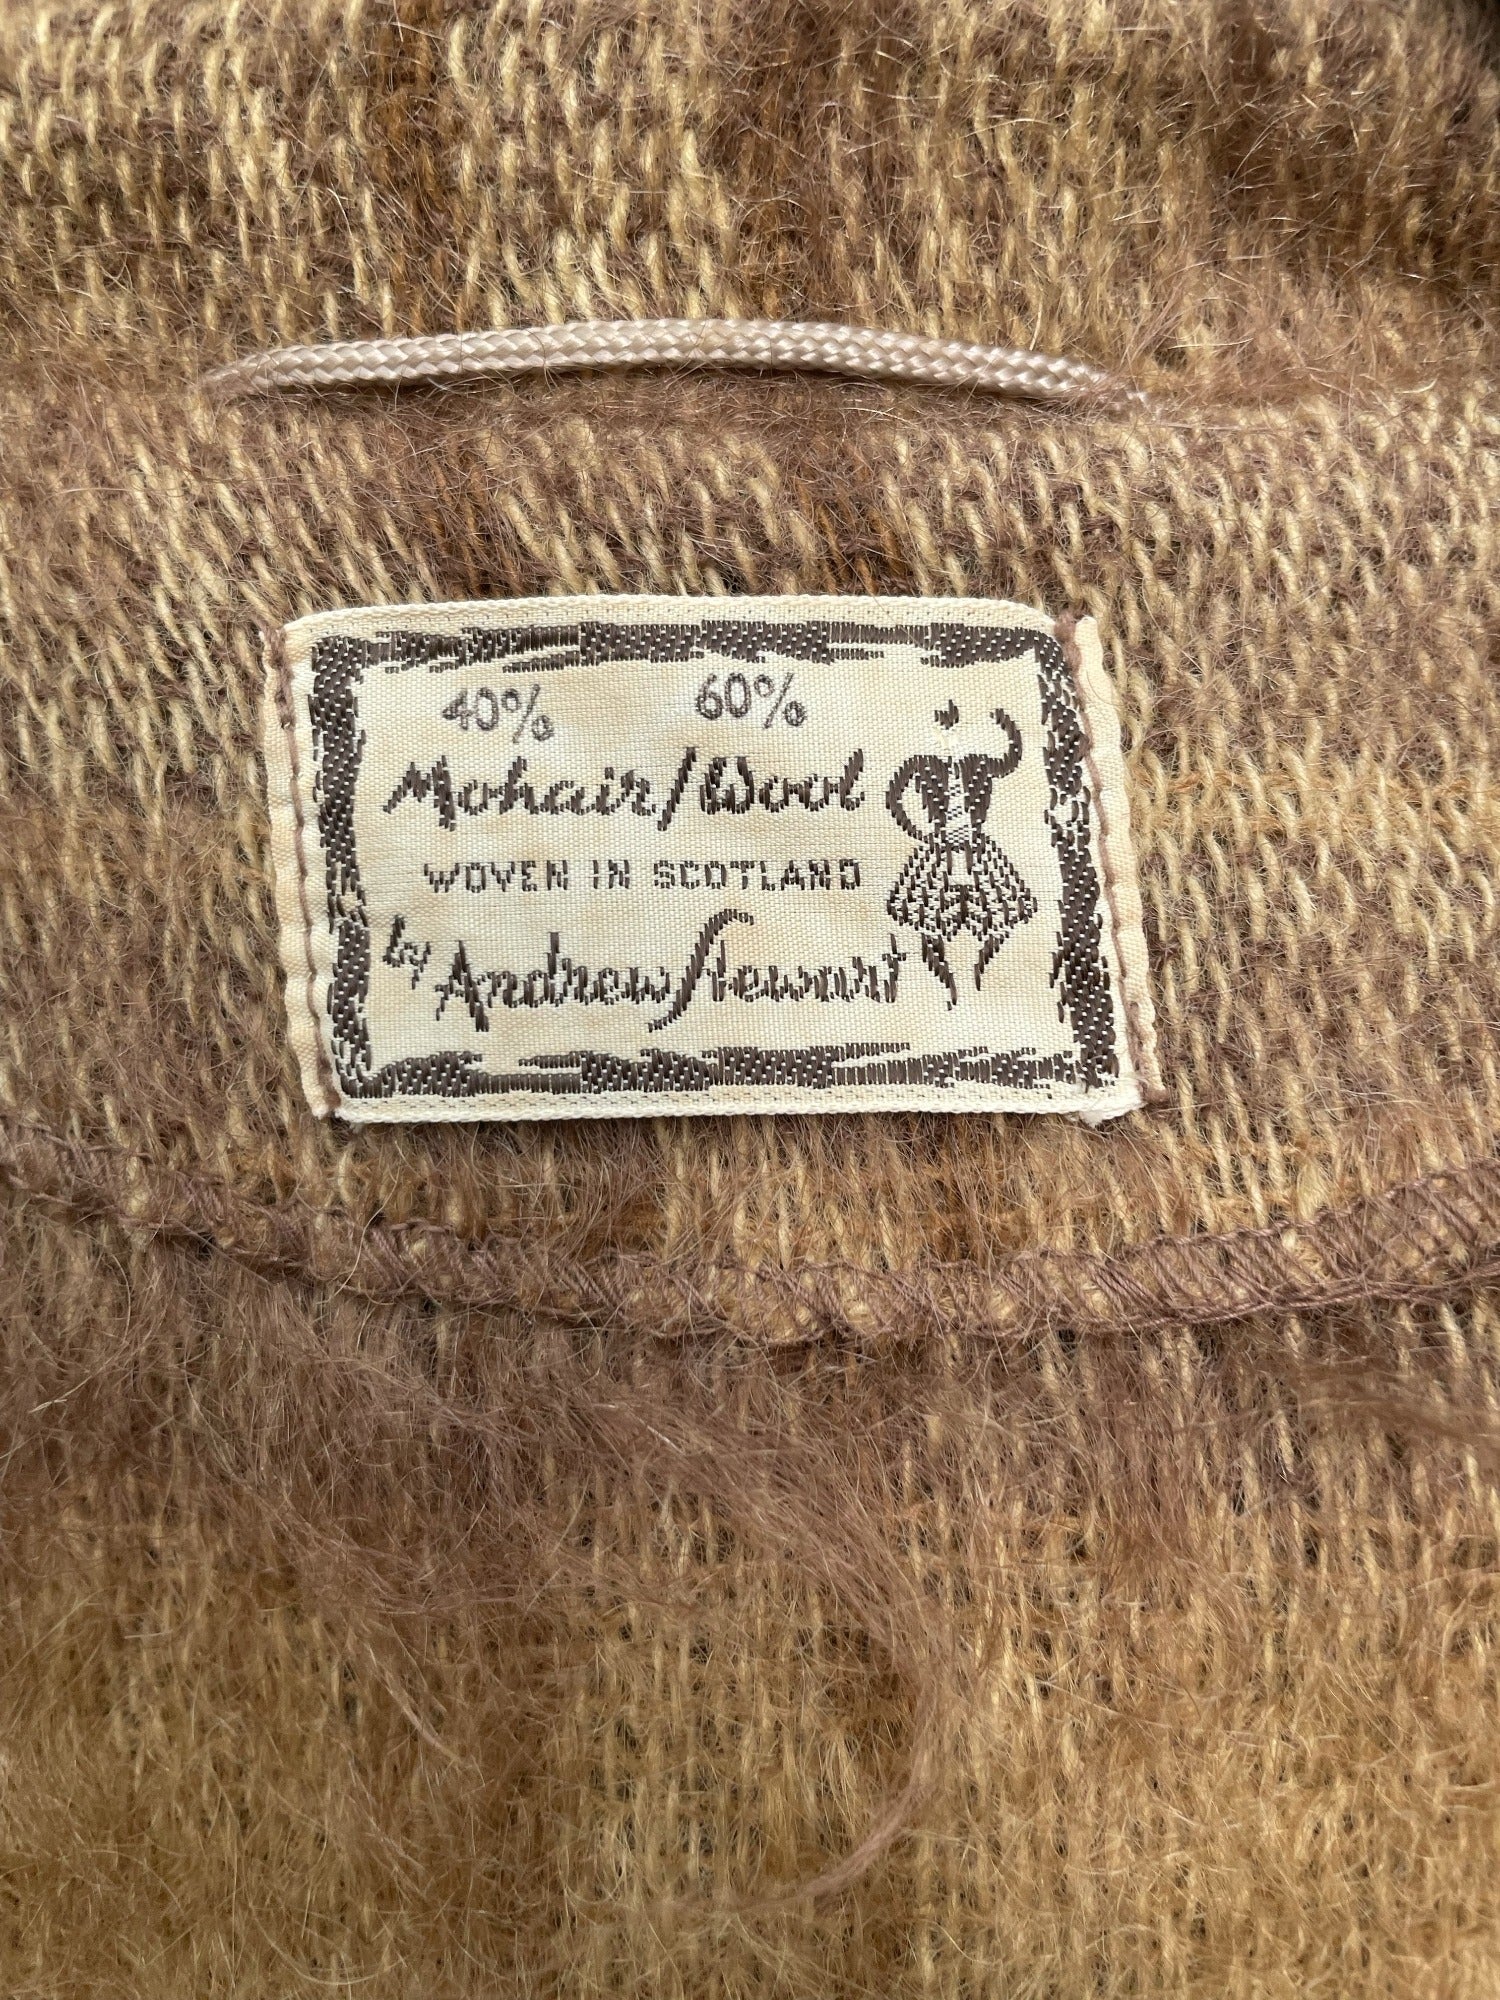 40% 60%
Mohair/Wool
WOVEN IN SCOTLAND
by Andrew Stewart